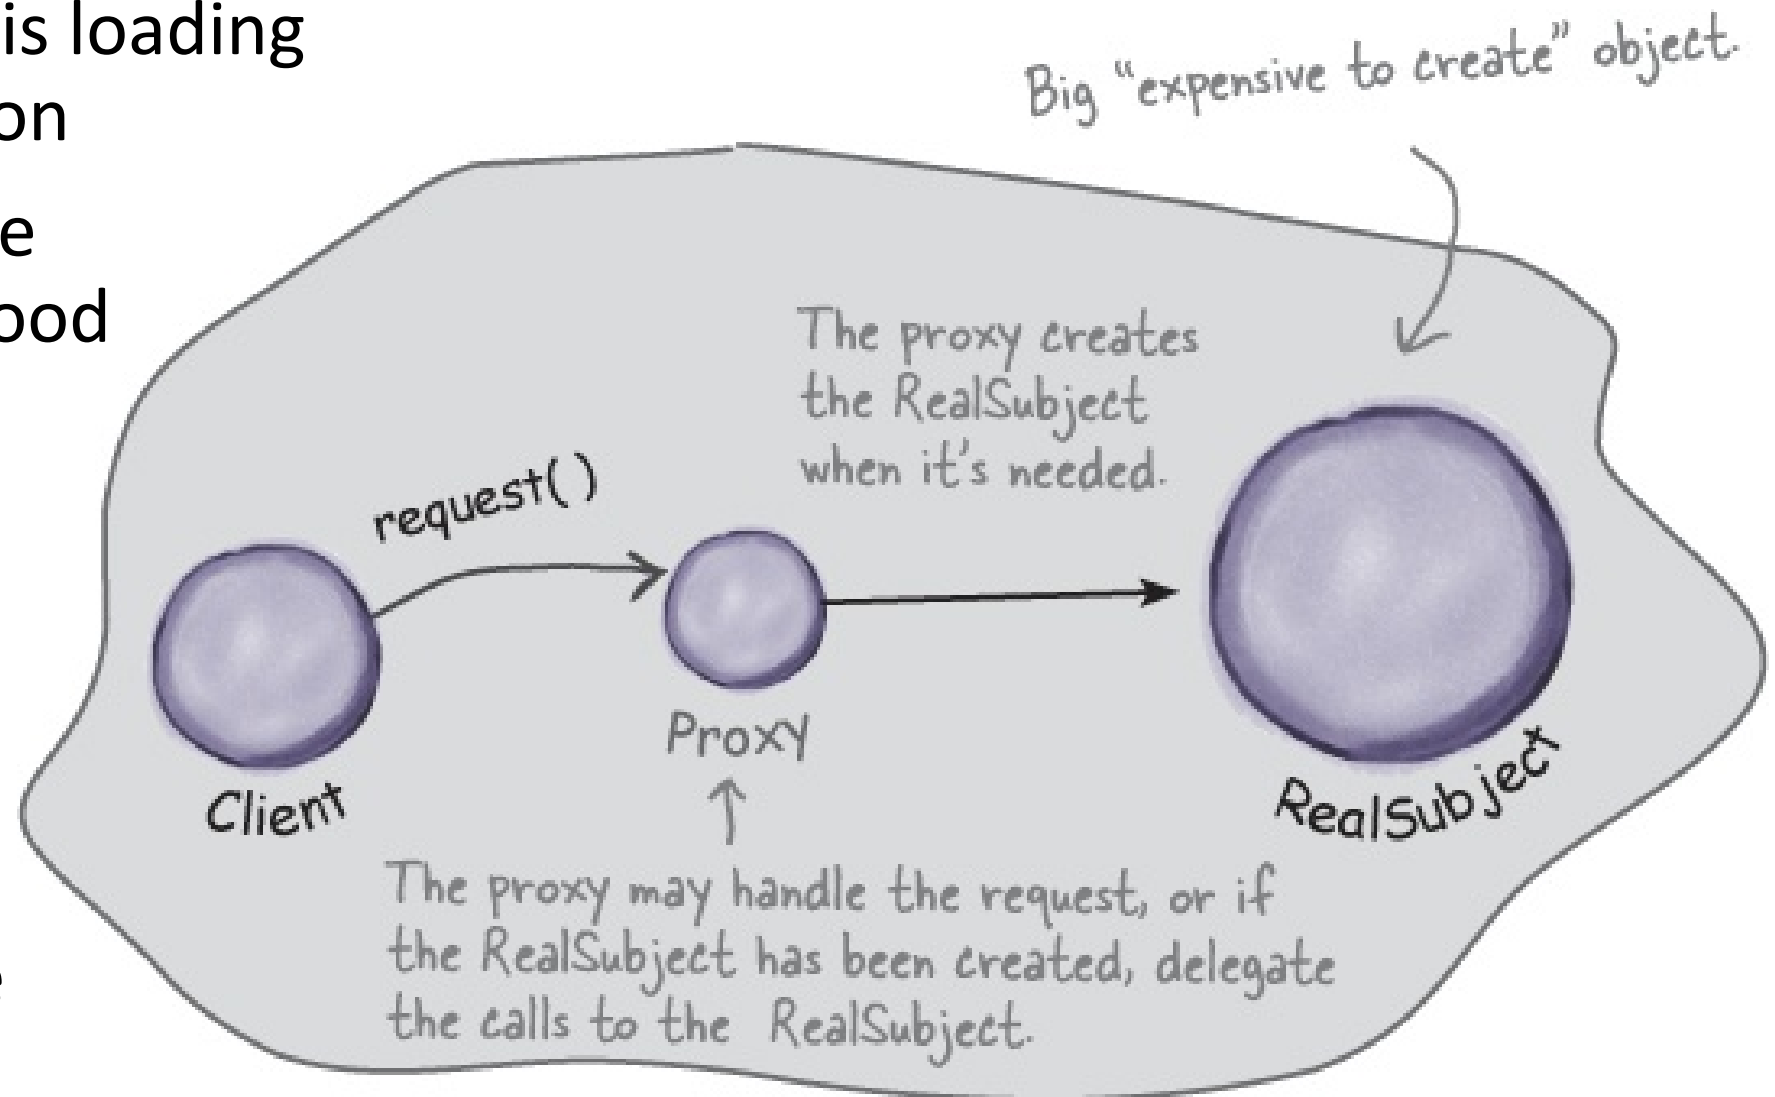 is loading
on
e
ood
e
Big “expensive to create” object.
The proxy creates
the RealSubject
when it's needed.
request()
Client
Proxy
RealSubject
The proxy may handle the request, or if
the RealSubject has been created, delegate
the calls to the RealSubject.